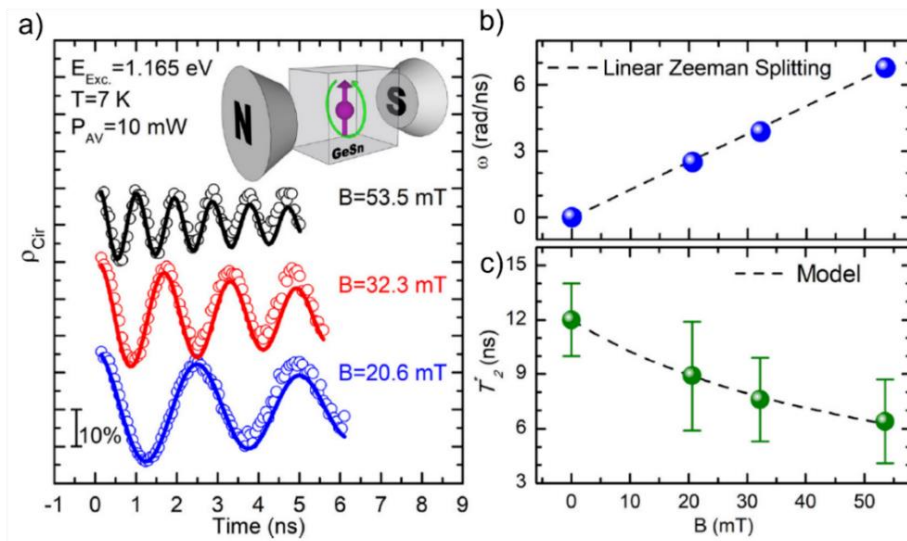 a)
E_Exc.=1.165 eV
T=7 K
P_AV=10 mW
N
S
GeSn
B=53.5 mT
B=32.3 mT
B=20.6 mT
10%
ρ_Cir
-1 0 1 2 3 4 5 6 7 8 9
Time (ns)
b)
Linear Zeeman Splitting
ω (rad/ns)
6
3
0
c)
Model
T*_2 (ns)
15
12
9
6
3
0 10 20 30 40 50
B (mT)